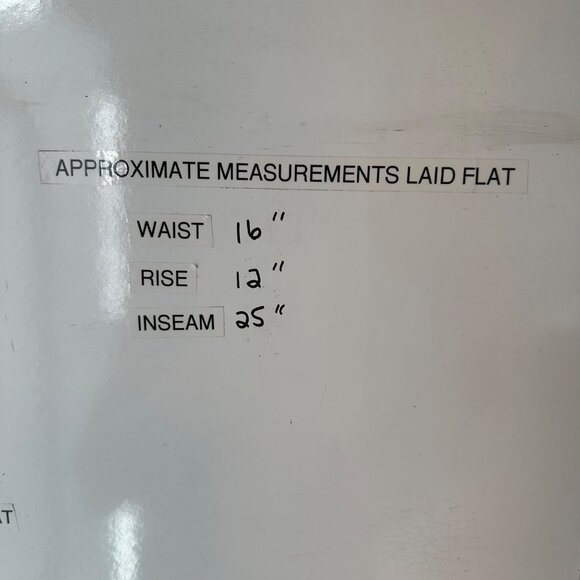 APPROXIMATE MEASUREMENTS LAID FLAT
WAIST 16"
RISE 12"
INSEAM 25"